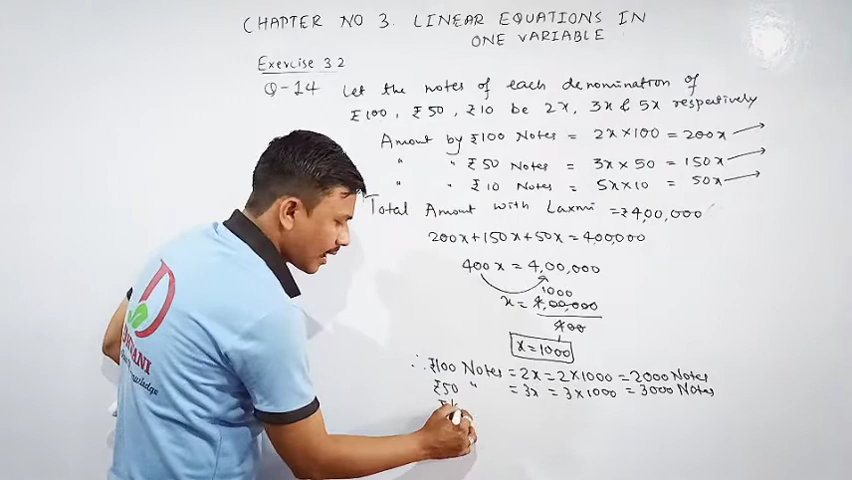 CHAPTER NO 3. LINEAR EQUATIONS IN
ONE VARIABLE
Exercise 3.2
Q-14 Let the notes of each denomination of
₹100, ₹50, ₹10 be 2x, 3x & 5x respectively
Amount by ₹100 Notes = 2x×100 = 200x →
" " ₹50 Notes = 3x×50 = 150x →
" " ₹10 Notes = 5x×10 = 50x →
Total Amount with Laxmi = ₹4,00,000
200x+150x+50x=400,000
400x = 4,00,000
1000
x = 4,00,000
400
x=1000
∴ ₹100 Notes = 2x = 2×1000 = 2000 Notes
₹50 " = 3x = 3×1000 = 3000 Notes